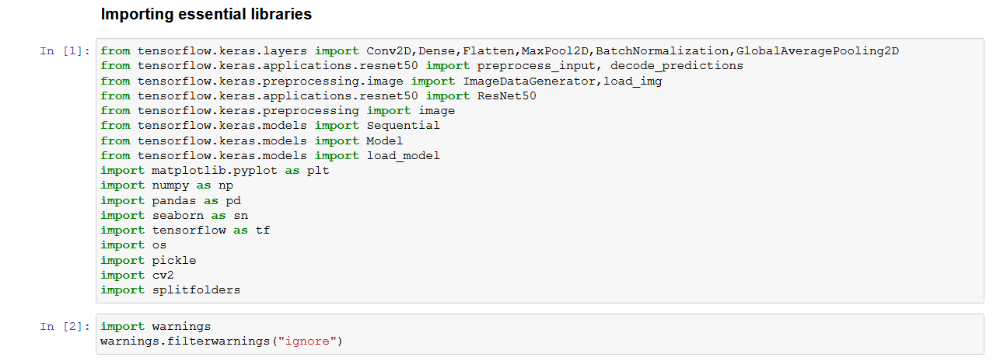 Importing essential libraries
In [1]: from tensorflow.keras.layers import Conv2D,Dense,Flatten,MaxPool2D,BatchNormalization,GlobalAveragePooling2D
from tensorflow.keras.applications.resnet50 import preprocess_input, decode_predictions
from tensorflow.keras.preprocessing.image import ImageDataGenerator,load_img
from tensorflow.keras.applications.resnet50 import ResNet50
from tensorflow.keras.preprocessing import image
from tensorflow.keras.models import Sequential
from tensorflow.keras.models import Model
from tensorflow.keras.models import load_model
import matplotlib.pyplot as plt
import numpy as np
import pandas as pd
import seaborn as sn
import tensorflow as tf
import os
import pickle
import cv2
import splitfolders
In [2]: import warnings
warnings.filterwarnings("ignore")